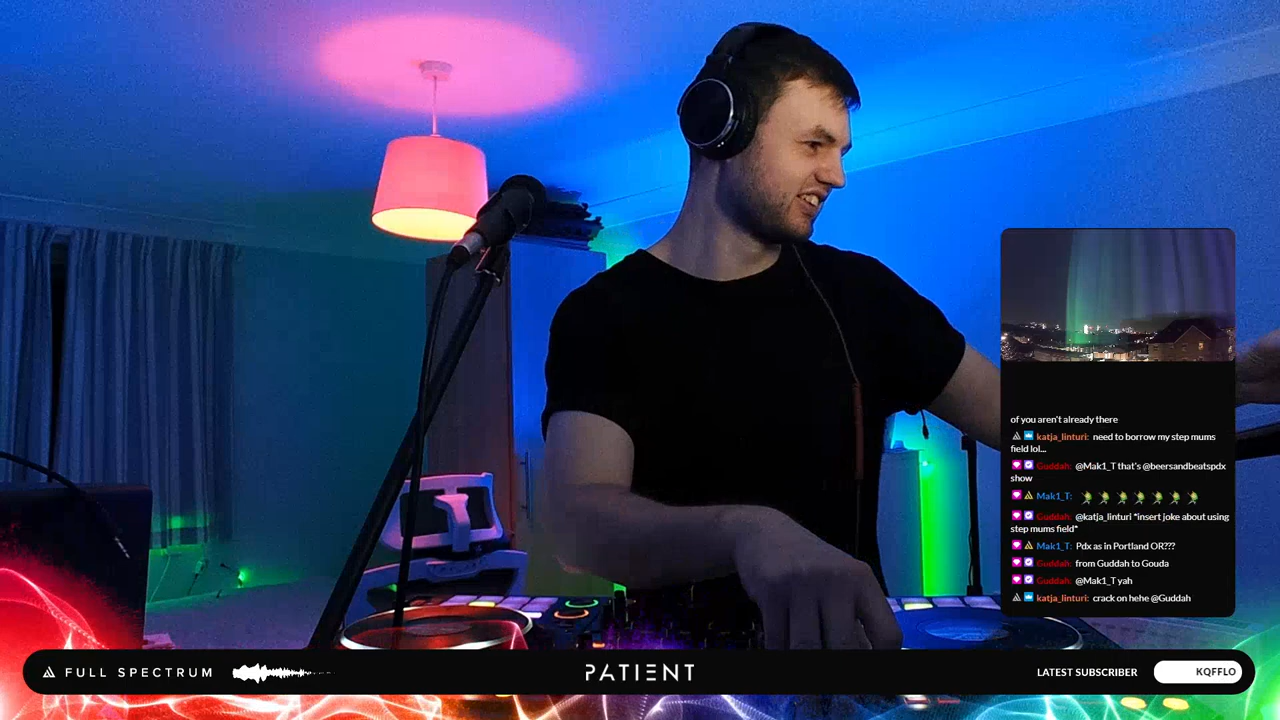 of you aren't already there
katja_linturi: need to borrow my step mums
field lol...
Guddah: @Mak1_T that's @beersandbeatspdx
show
Mak1_T:
Guddah: @katja_linturi *insert joke about using
step mums field*
Mak1_T: Pdx as in Portland OR???
Guddah: from Guddah to Gouda
Guddah: @Mak1_T yah
katja_linturi: crack on hehe @Guddah
FULL SPECTRUM
PATIENT
LATEST SUBSCRIBER
KQFFLO